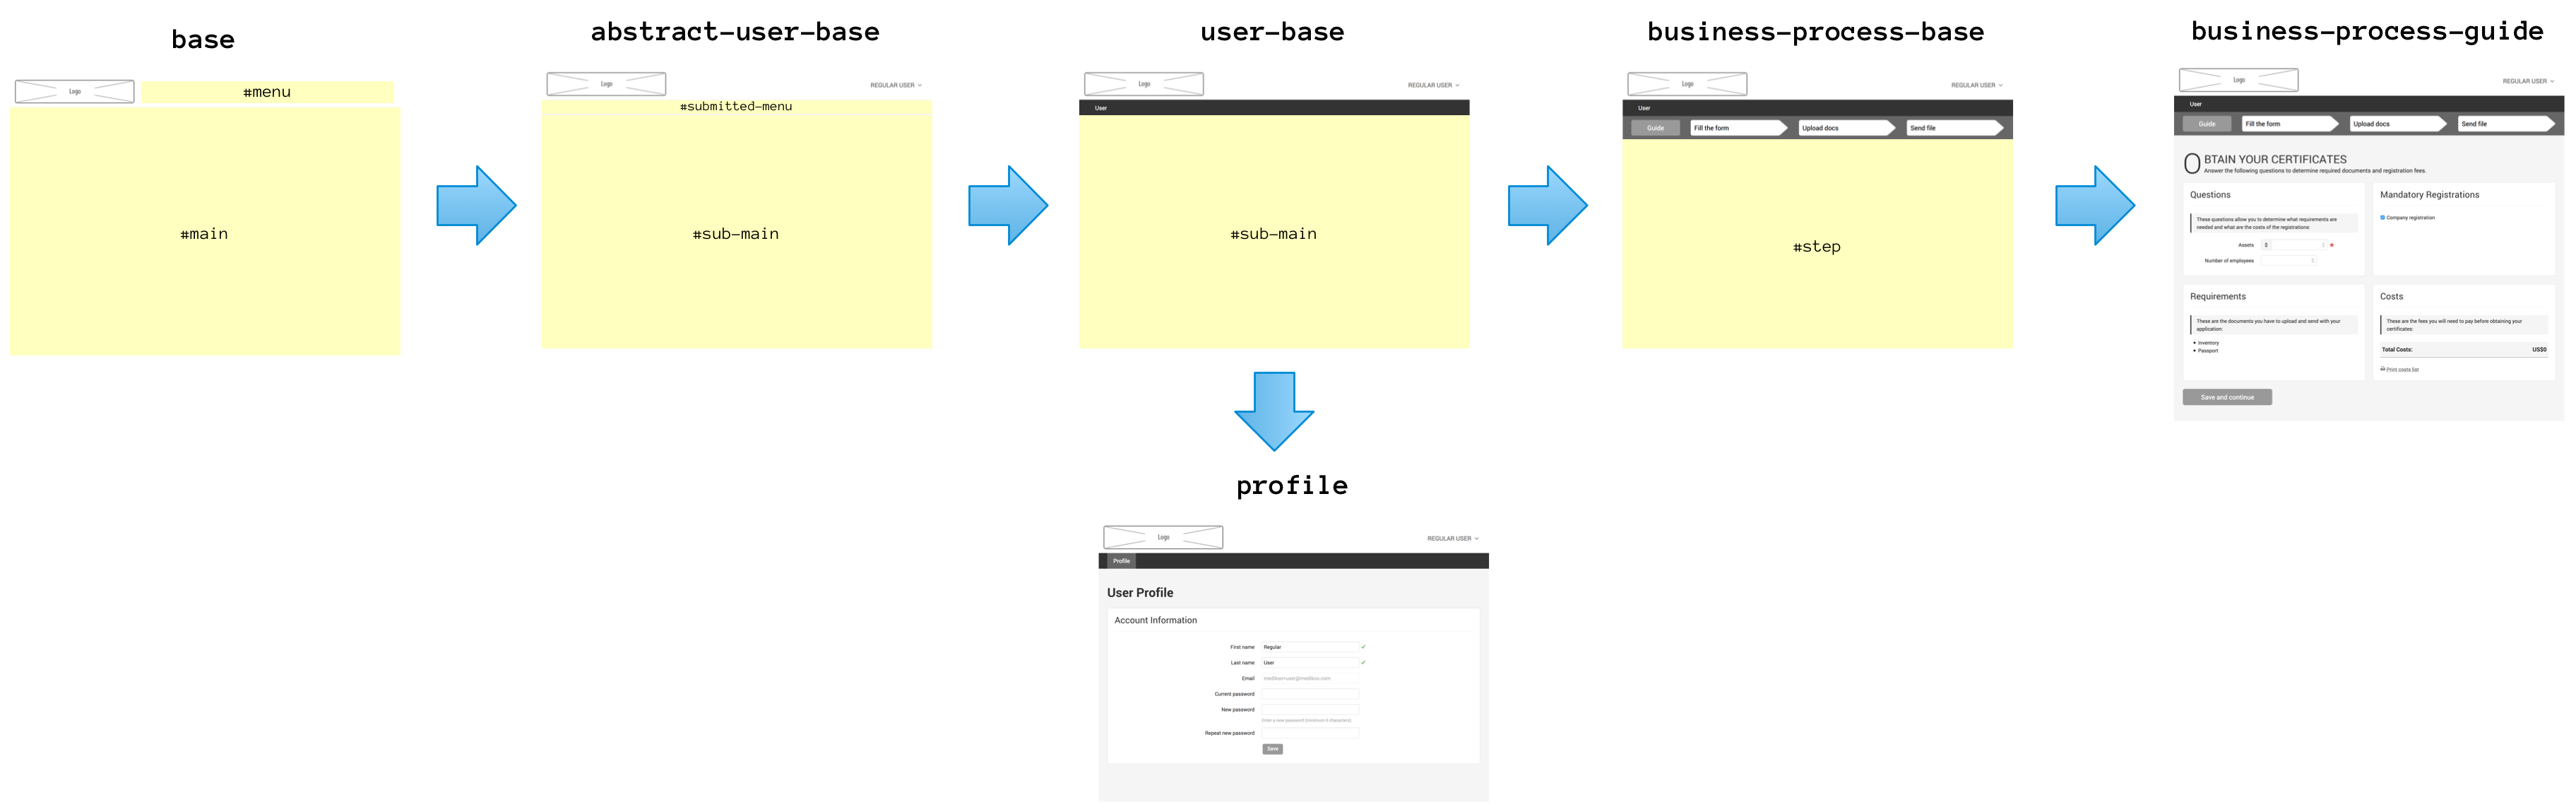 base
Logo
#menu
#main
abstract-user-base
Logo
REGULAR USER
#submitted-menu
#sub-main
user-base
Logo
REGULAR USER
User
#sub-main
business-process-base
Logo
REGULAR USER
User
Guide
Fill the form
Upload docs
Send file
#step
business-process-guide
Logo
REGULAR USER
User
Guide
Fill the form
Upload docs
Send file
OBTAIN YOUR CERTIFICATES
Answer the following questions to determine required documents and registration fees.
Questions
These questions allow you to determine what requirements are
needed and what are the costs of the registrations:
Assets $ *
Number of employees
Mandatory Registrations
Company registration
Requirements
These are the documents you have to upload and send with your
application:
• Inventory
• Passport
Costs
These are the fees you will need to pay before obtaining your
certificates:
Total Costs: US$0
Print costs list
Save and continue
profile
Logo
REGULAR USER
Profile
User Profile
Account Information
First name Regular
Last name User
Email
Current password
New password
Enter a new password (minimum 6 characters)
Repeat new password
Save